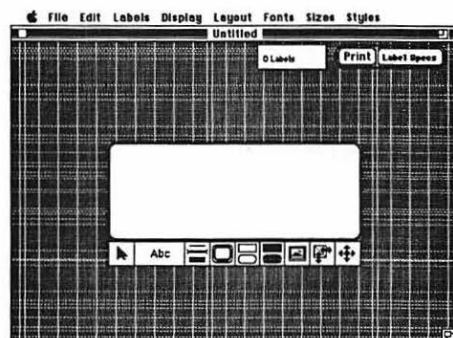 File Edit Labels Display Layout Fonts Sizes Styles
Untitled
0 Labels Print Label Specs
Abc